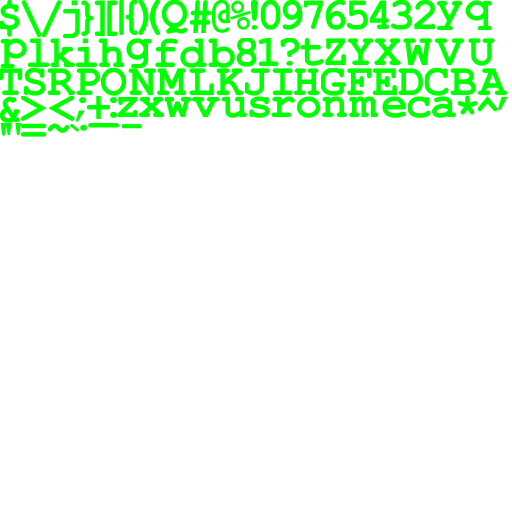 $\/j}][|{)(Q#@%!09765432yq
plkihgfdb81?tZYXWVU
TSRPONMLKJIHGFEDCBA
&><;+:zxwvusronmeca*^'
"'=~`._-